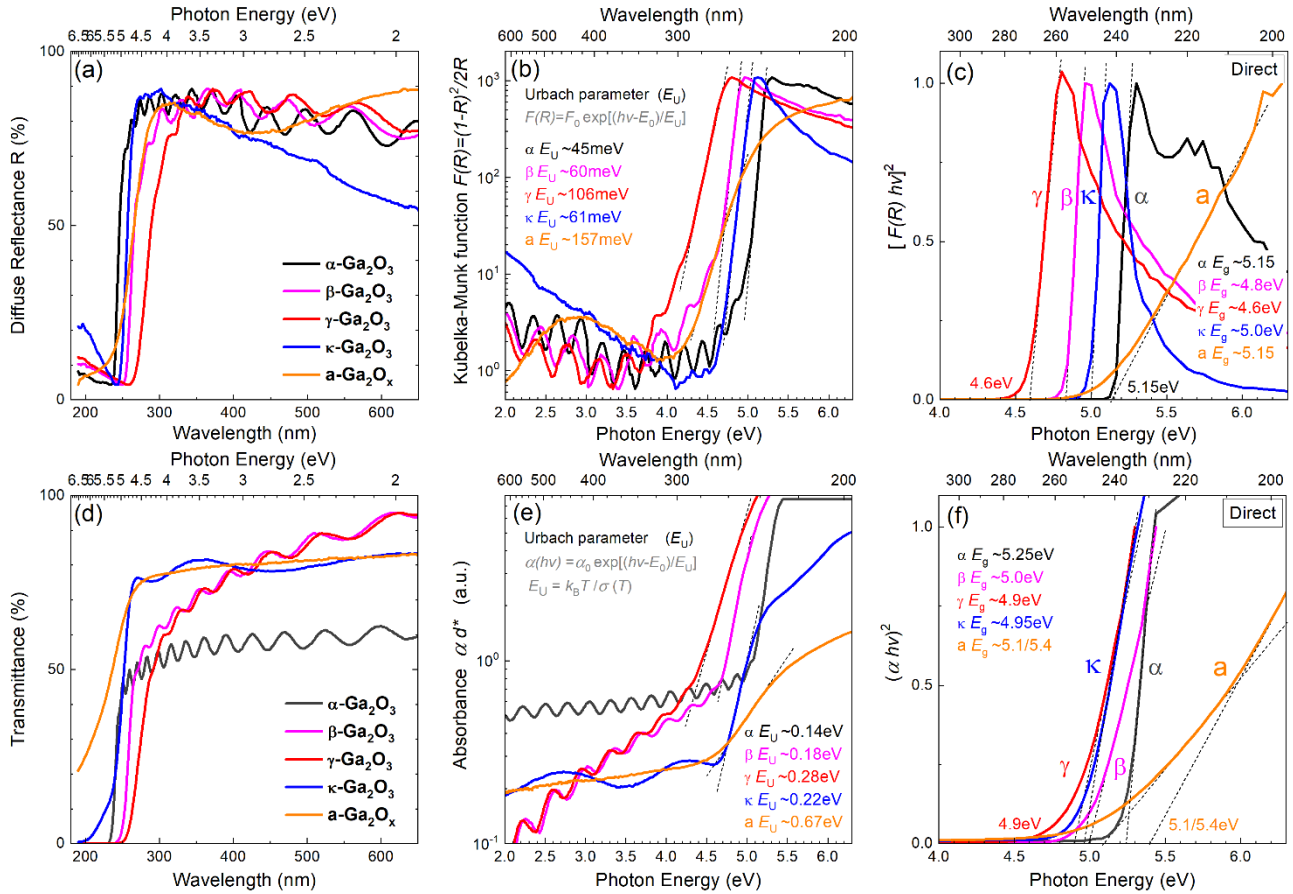 Photon Energy (eV)
6.5 6 5.5 5 4.5 4 3.5 3 2.5 2
(a)
100
50
0
Diffuse Reflectance R (%)
α-Ga2O3
β-Ga2O3
γ-Ga2O3
κ-Ga2O3
a-Ga2Ox
200 300 400 500 600
Wavelength (nm)
Wavelength (nm)
600 500 400 300 200
(b)
Kubelka-Munk function F(R)=(1-R)²/2R
10³
10²
10¹
10⁰
Urbach parameter (EU)
F(R)=F0 exp[(hν-E0)/EU]
α EU ~45meV
β EU ~60meV
γ EU ~106meV
κ EU ~61meV
a EU ~157meV
2.0 2.5 3.0 3.5 4.0 4.5 5.0 5.5 6.0
Photon Energy (eV)
Wavelength (nm)
300 280 260 240 220 200
(c)
Direct
[F(R) hν]²
1.0
0.5
0.0
γ β κ α a
α Eg ~5.15
β Eg ~4.8eV
γ Eg ~4.6eV
κ Eg ~5.0eV
a Eg ~5.15
4.6eV
5.15eV
4.0 4.5 5.0 5.5 6.0
Photon Energy (eV)
Photon Energy (eV)
6.5 6 5.5 5 4.5 4 3.5 3 2.5 2
(d)
100
50
0
Transmittance (%)
α-Ga2O3
β-Ga2O3
γ-Ga2O3
κ-Ga2O3
a-Ga2Ox
200 300 400 500 600
Wavelength (nm)
Wavelength (nm)
600 500 400 300 200
(e)
Absorbance α d* (a.u.)
10⁰
10⁻¹
Urbach parameter (EU)
α(hν) =α0 exp[(hν-E0)/EU]
EU = kBT/σ(T)
α EU ~0.14eV
β EU ~0.18eV
γ EU ~0.28eV
κ EU ~0.22eV
a EU ~0.67eV
2.0 2.5 3.0 3.5 4.0 4.5 5.0 5.5 6.0
Photon Energy (eV)
Wavelength (nm)
300 280 260 240 220 200
(f)
Direct
(α hν)²
1.0
0.5
0.0
α Eg ~5.25eV
β Eg ~5.0eV
γ Eg ~4.9eV
κ Eg ~4.95eV
a Eg ~5.1/5.4
κ α a
γ β
4.9eV
5.1/5.4eV
4.0 4.5 5.0 5.5 6.0
Photon Energy (eV)